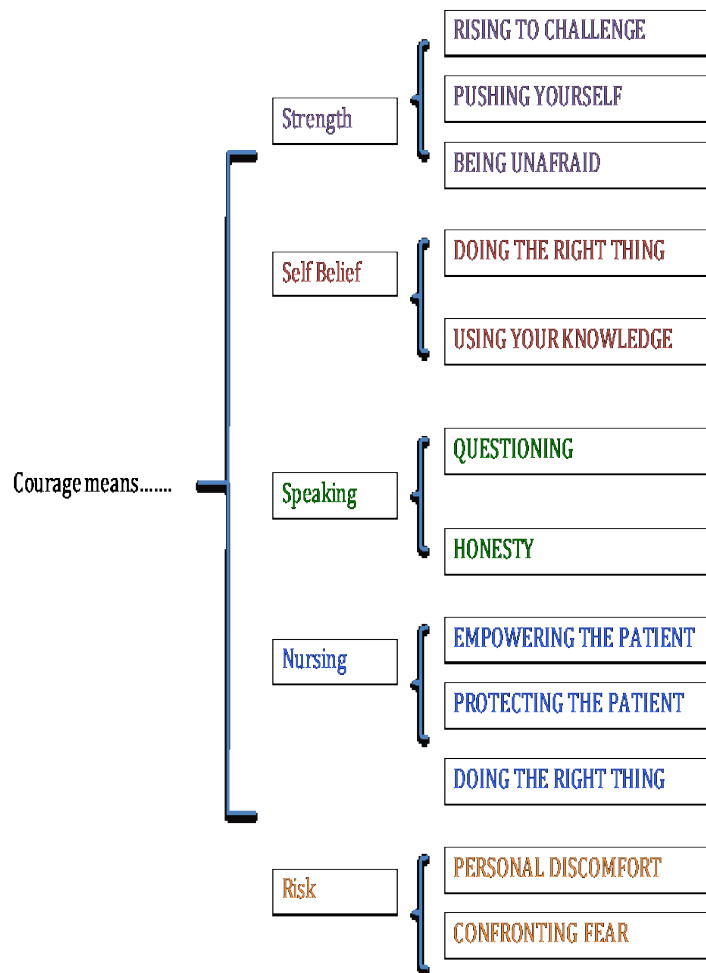 Courage means.......
Strength
RISING TO CHALLENGE
PUSHING YOURSELF
BEING UNAFRAID
Self Belief
DOING THE RIGHT THING
USING YOUR KNOWLEDGE
Speaking
QUESTIONING
HONESTY
Nursing
EMPOWERING THE PATIENT
PROTECTING THE PATIENT
DOING THE RIGHT THING
Risk
PERSONAL DISCOMFORT
CONFRONTING FEAR